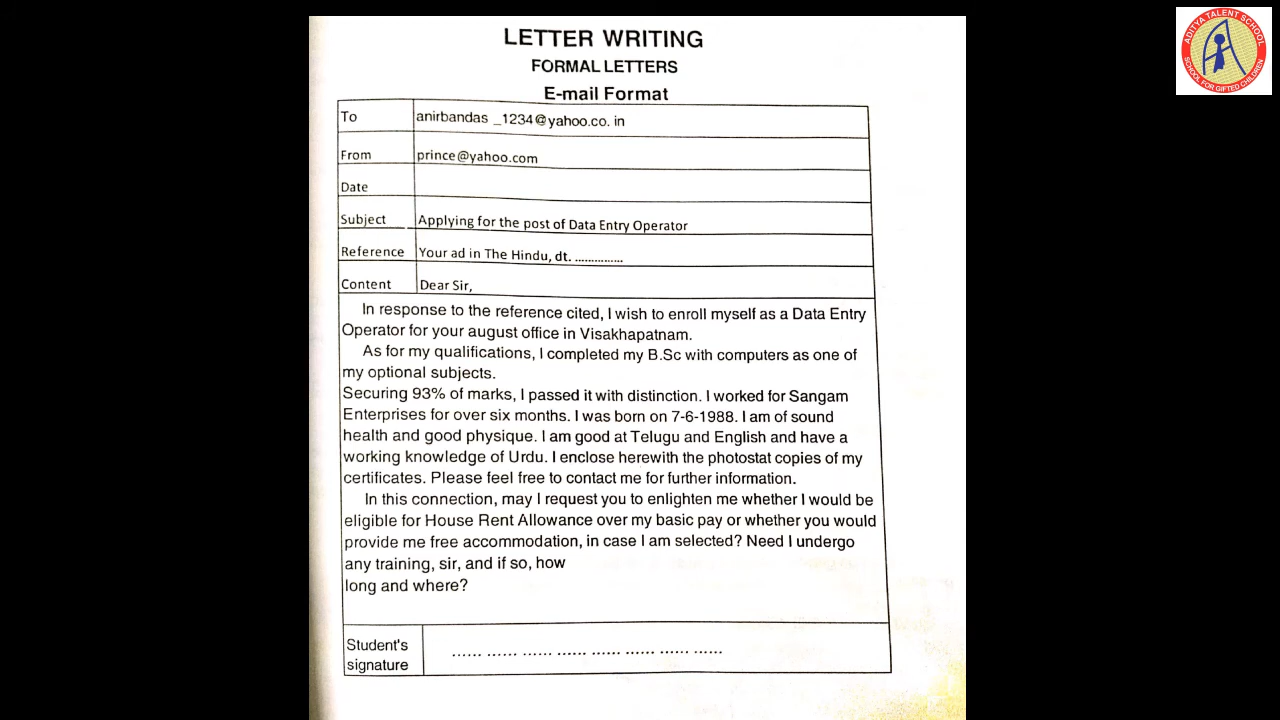 LETTER WRITING
FORMAL LETTERS
E-mail Format
To anirbandas _1234@yahoo.co. in
From prince@yahoo.com
Date
Subject Applying for the post of Data Entry Operator
Reference Your ad in The Hindu, dt. ...............
Content Dear Sir,
In response to the reference cited, I wish to enroll myself as a Data Entry
Operator for your august office in Visakhapatnam.
As for my qualifications, I completed my B.Sc with computers as one of
my optional subjects.
Securing 93% of marks, I passed it with distinction. I worked for Sangam
Enterprises for over six months. I was born on 7-6-1988. I am of sound
health and good physique. I am good at Telugu and English and have a
working knowledge of Urdu. I enclose herewith the photostat copies of my
certificates. Please feel free to contact me for further information.
In this connection, may I request you to enlighten me whether I would be
eligible for House Rent Allowance over my basic pay or whether you would
provide me free accommodation, in case I am selected? Need I undergo
any training, sir, and if so, how
long and where?
Student's
signature ...... ...... ...... ...... ...... ...... ...... ......
ADITYA TALENT SCHOOL
SCHOOL FOR GIFTED CHILDREN